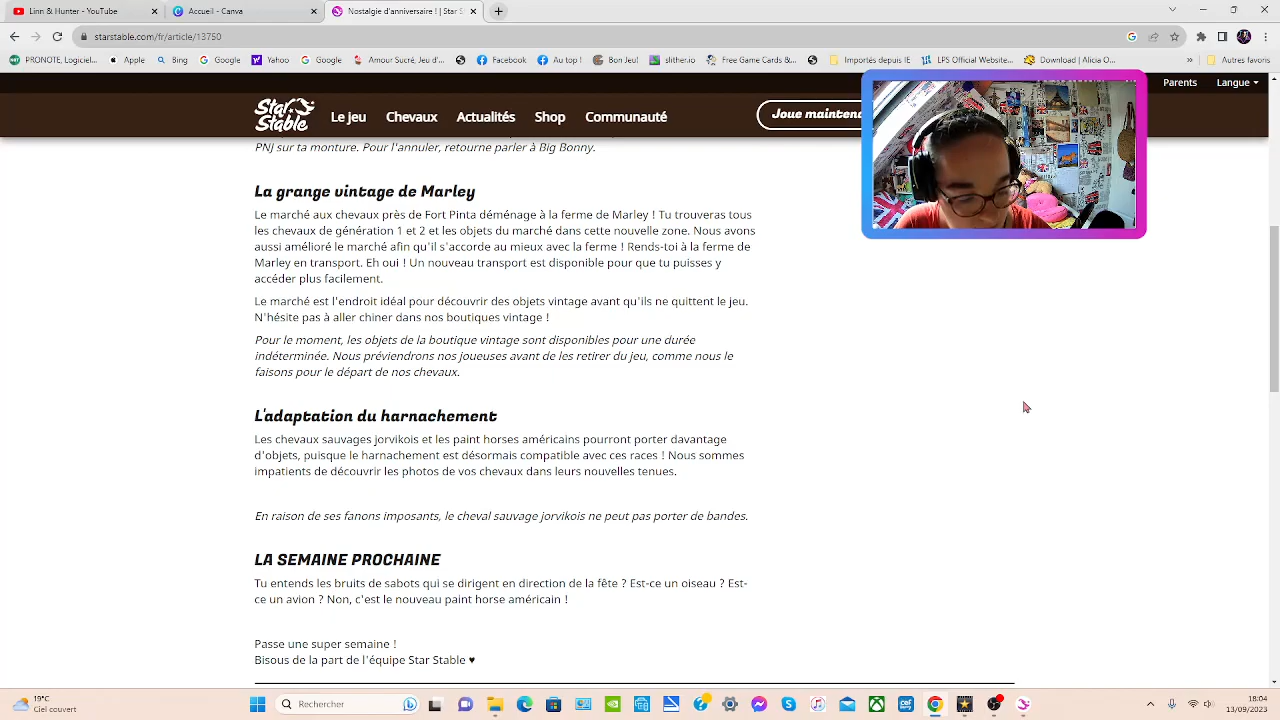 Linn & Hunter - YouTube
Accueil - Canva
Nostalgie d'anniversaire ! | Star S
starstable.com/fr/article/13750
PRONOTE, Logiciel...
Apple
Bing
Google
Yahoo
Google
Amour Sucré, Jeu d'...
Facebook
Au top !
Bon Jeu!
slither.io
Free Game Cards & ...
Importés depuis IE
LPS Official Website...
Download | Alicia O...
»
Autres favoris
Parents
Langue
Star Stable
Le jeu
Chevaux
Actualités
Shop
Communauté
Joue maintena
PNJ sur ta monture. Pour l'annuler, retourne parler à Big Bonny.
La grange vintage de Marley
Le marché aux chevaux près de Fort Pinta déménage à la ferme de Marley ! Tu trouveras tous
les chevaux de génération 1 et 2 et les objets du marché dans cette nouvelle zone. Nous avons
aussi amélioré le marché afin qu'il s'accorde au mieux avec la ferme ! Rends-toi à la ferme de
Marley en transport. Eh oui ! Un nouveau transport est disponible pour que tu puisses y
accéder plus facilement.
Le marché est l'endroit idéal pour découvrir des objets vintage avant qu'ils ne quittent le jeu.
N'hésite pas à aller chiner dans nos boutiques vintage !
Pour le moment, les objets de la boutique vintage sont disponibles pour une durée
indéterminée. Nous préviendrons nos joueuses avant de les retirer du jeu, comme nous le
faisons pour le départ de nos chevaux.
L'adaptation du harnachement
Les chevaux sauvages jorvikois et les paint horses américains pourront porter davantage
d'objets, puisque le harnachement est désormais compatible avec ces races ! Nous sommes
impatients de découvrir les photos de vos chevaux dans leurs nouvelles tenues.
En raison de ses fanons imposants, le cheval sauvage jorvikois ne peut pas porter de bandes.
LA SEMAINE PROCHAINE
Tu entends les bruits de sabots qui se dirigent en direction de la fête ? Est-ce un oiseau ? Est-
ce un avion ? Non, c'est le nouveau paint horse américain !
Passe une super semaine !
Bisous de la part de l'équipe Star Stable ♥
19°C
Ciel couvert
Rechercher
18:04
13/09/2023